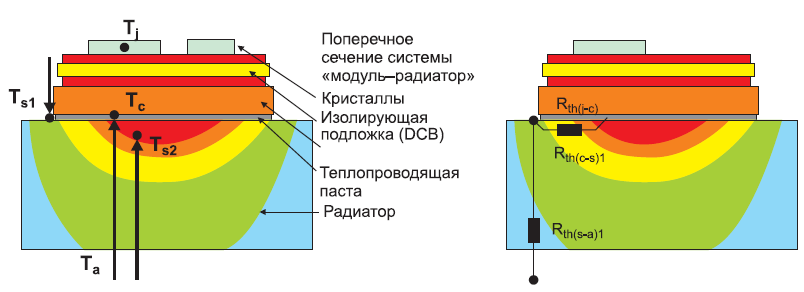 Tj
Поперечное
сечение системы
«модуль–радиатор»
Кристаллы
Изолирующая
подложка (DCB)
Теплопроводящая
паста
Радиатор
Ts1
Tc
Ts2
Ta
Rth(j-c)
Rth(c-s)1
Rth(s-a)1